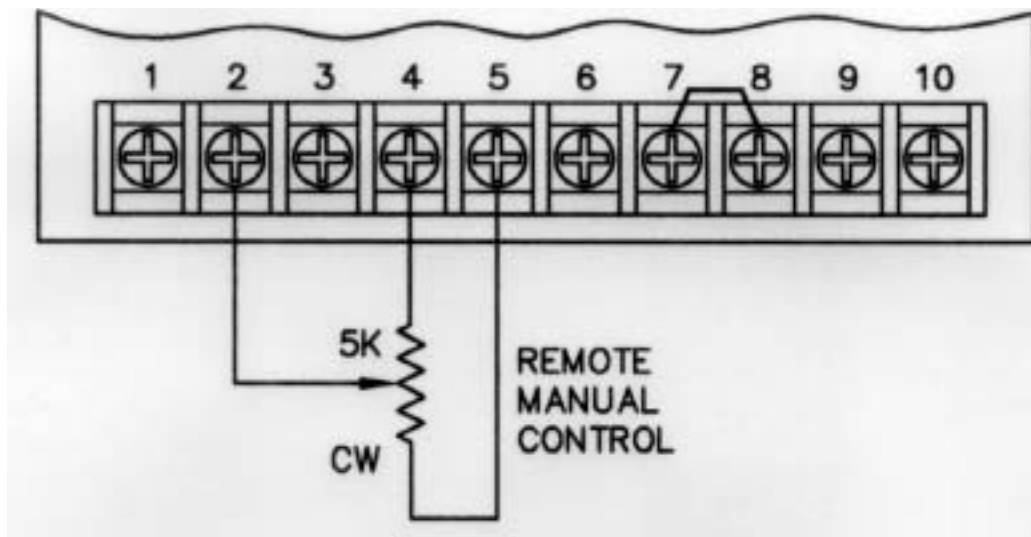 1 2 3 4 5 6 7 8 9 10
5K
REMOTE
MANUAL
CONTROL
CW